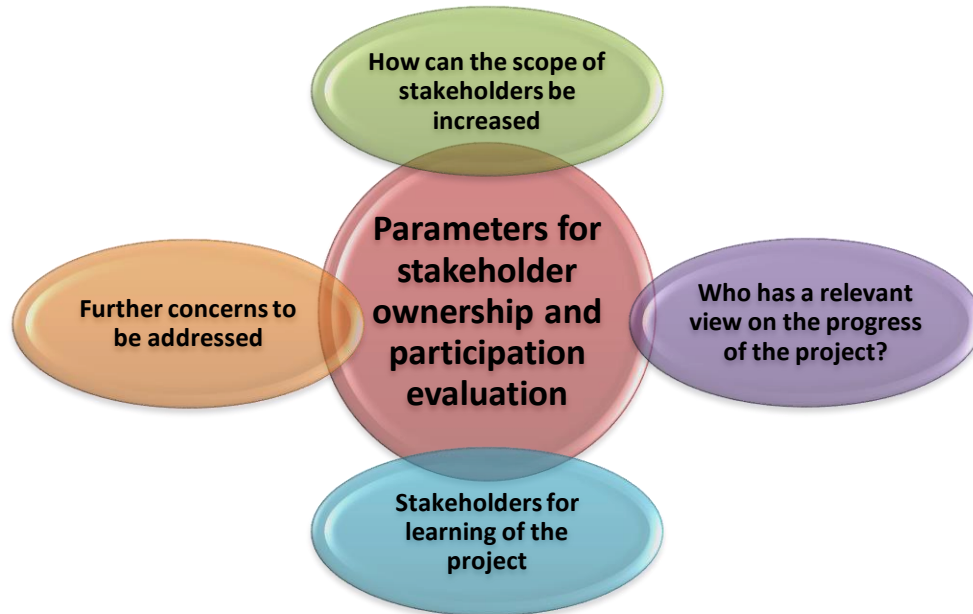 How can the scope of
stakeholders be
increased
Parameters for
stakeholder
ownership and
participation
evaluation
Further concerns to
be addressed
Who has a relevant
view on the progress
of the project?
Stakeholders for
learning of the
project